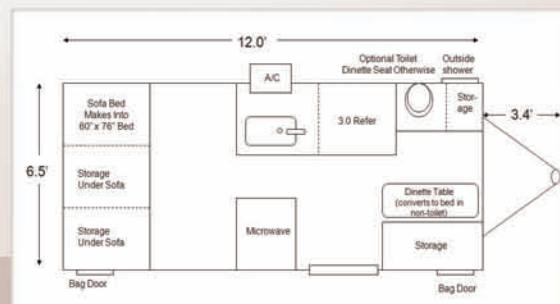 12.0'
A/C
Optional Toilet
Dinette Seat Otherwise
Outside
shower
Sofa Bed
Makes Into
60" x 76" Bed
3.0 Refer
Stor-
age
3.4'
6.5'
Storage
Under Sofa
Dinette Table
(converts to bed in
non-toilet)
Storage
Under Sofa
Microwave
Storage
Bag Door
Bag Door